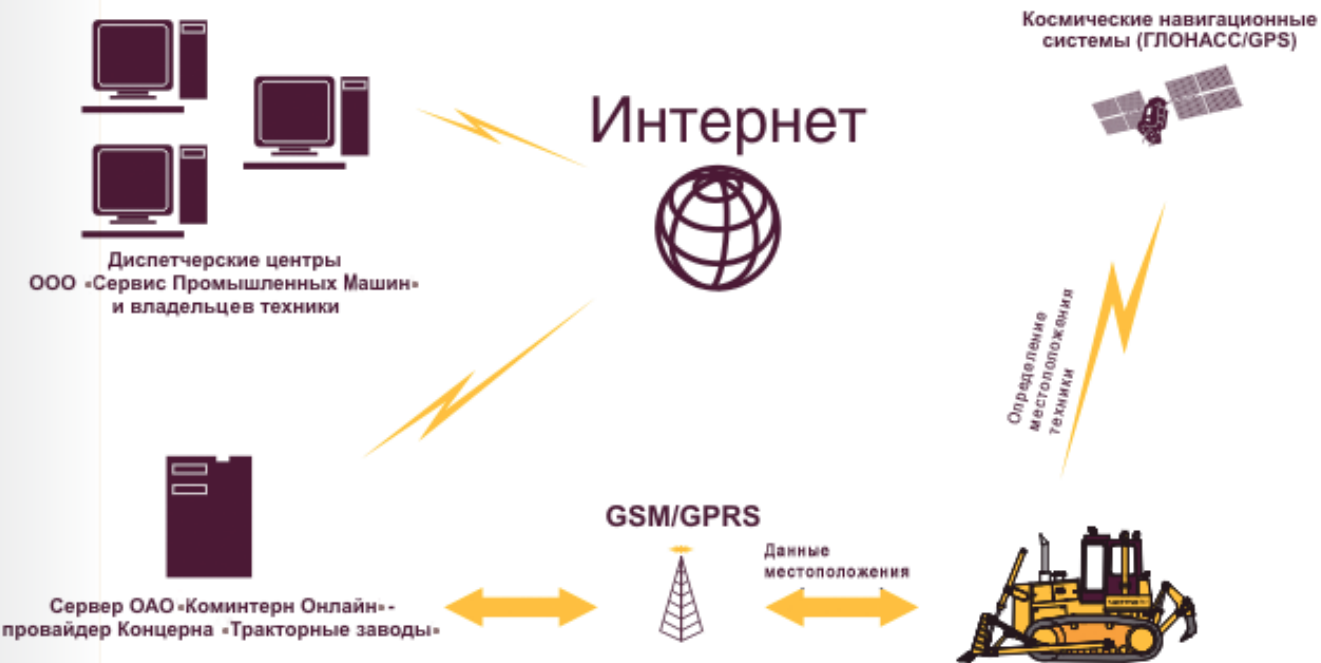 Космические навигационные
системы (ГЛОНАСС/GPS)
Интернет
Диспетчерские центры
ООО «Сервис Промышленных Машин»
и владельцев техники
Определение
местоположения
техники
GSM/GPRS
Данные
местоположения
Сервер ОАО «Коминтерн Онлайн» -
провайдер Концерна «Тракторные заводы»
ЧЕТРА